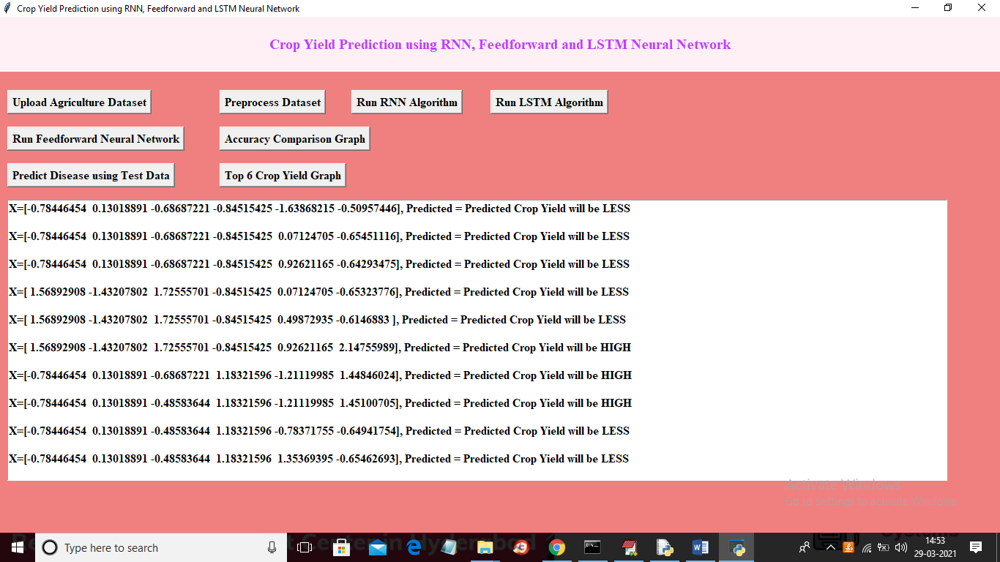 Crop Yield Prediction using RNN, Feedforward and LSTM Neural Network
Crop Yield Prediction using RNN, Feedforward and LSTM Neural Network
Upload Agriculture Dataset
Preprocess Dataset
Run RNN Algorithm
Run LSTM Algorithm
Run Feedforward Neural Network
Accuracy Comparison Graph
Predict Disease using Test Data
Top 6 Crop Yield Graph
X=[-0.78446454  0.13018891 -0.68687221 -0.84515425 -1.63868215 -0.50957446], Predicted = Predicted Crop Yield will be LESS
X=[-0.78446454  0.13018891 -0.68687221 -0.84515425  0.07124705 -0.65451116], Predicted = Predicted Crop Yield will be LESS
X=[-0.78446454  0.13018891 -0.68687221 -0.84515425  0.92621165 -0.64293475], Predicted = Predicted Crop Yield will be LESS
X=[ 1.56892908 -1.43207802  1.72555701 -0.84515425  0.07124705 -0.65323776], Predicted = Predicted Crop Yield will be LESS
X=[ 1.56892908 -1.43207802  1.72555701 -0.84515425  0.49872935 -0.6146883 ], Predicted = Predicted Crop Yield will be LESS
X=[ 1.56892908 -1.43207802  1.72555701 -0.84515425  0.92621165  2.14755989], Predicted = Predicted Crop Yield will be HIGH
X=[-0.78446454  0.13018891 -0.68687221  1.18321596 -1.21119985  1.44846024], Predicted = Predicted Crop Yield will be HIGH
X=[-0.78446454  0.13018891 -0.48583644  1.18321596 -1.21119985  1.45100705], Predicted = Predicted Crop Yield will be HIGH
X=[-0.78446454  0.13018891 -0.48583644  1.18321596 -0.78371755 -0.64941754], Predicted = Predicted Crop Yield will be LESS
X=[-0.78446454  0.13018891 -0.48583644  1.18321596  1.35369395 -0.65462693], Predicted = Predicted Crop Yield will be LESS
Activate Windows
Go to Settings to activate Windows.
Type here to search
Center in Hyderabad
Systems
14:53
29-03-2021